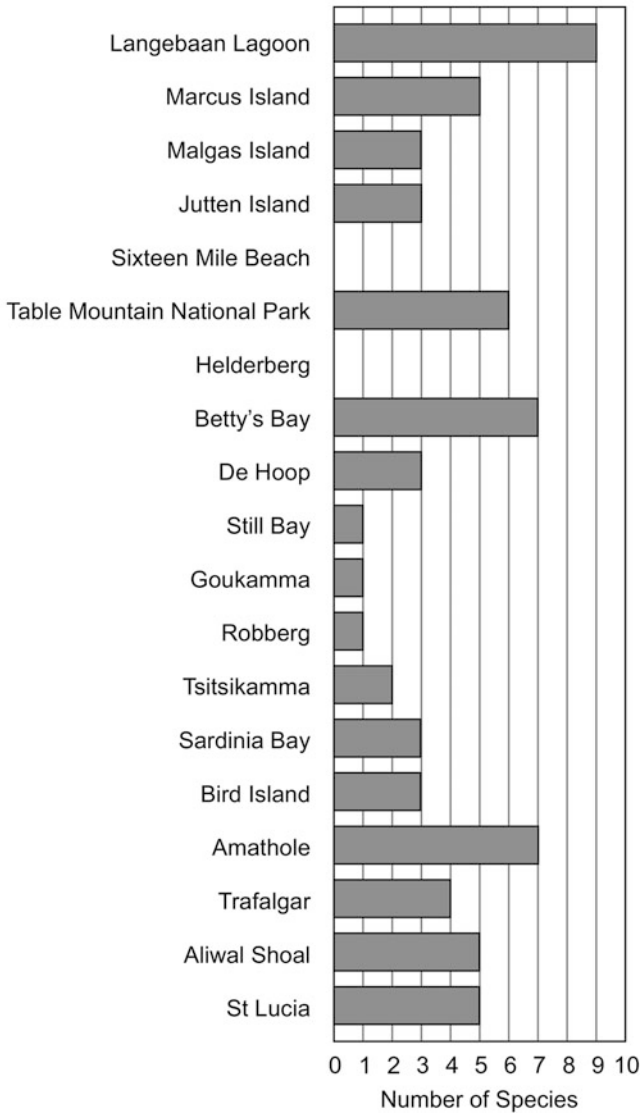 Langebaan Lagoon
Marcus Island
Malgas Island
Jutten Island
Sixteen Mile Beach
Table Mountain National Park
Helderberg
Betty’s Bay
De Hoop
Still Bay
Goukamma
Robberg
Tsitsikamma
Sardinia Bay
Bird Island
Amathole
Trafalgar
Aliwal Shoal
St Lucia
0 1 2 3 4 5 6 7 8 9 10
Number of Species